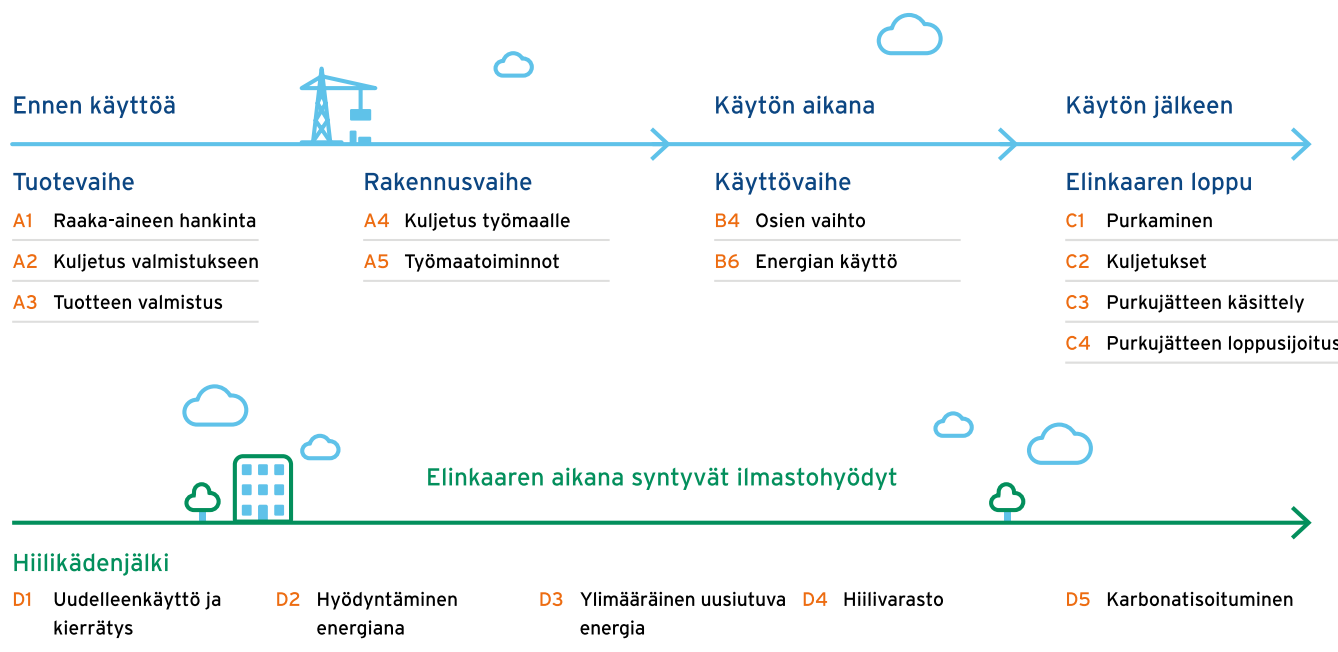 Ennen käyttöä
Käytön aikana
Käytön jälkeen
Tuotevaihe
A1 Raaka-aineen hankinta
A2 Kuljetus valmistukseen
A3 Tuotteen valmistus
Rakennusvaihe
A4 Kuljetus työmaalle
A5 Työmaatoiminnot
Käyttövaihe
B4 Osien vaihto
B6 Energian käyttö
Elinkaaren loppu
C1 Purkaminen
C2 Kuljetukset
C3 Purkujätteen käsittely
C4 Purkujätteen loppusijoitus
Elinkaaren aikana syntyvät ilmastohyödyt
Hiilikädenjälki
D1 Uudelleenkäyttö ja
kierrätys
D2 Hyödyntäminen
energiana
D3 Ylimääräinen uusiutuva
energia
D4 Hiilivarasto
D5 Karbonatisoituminen